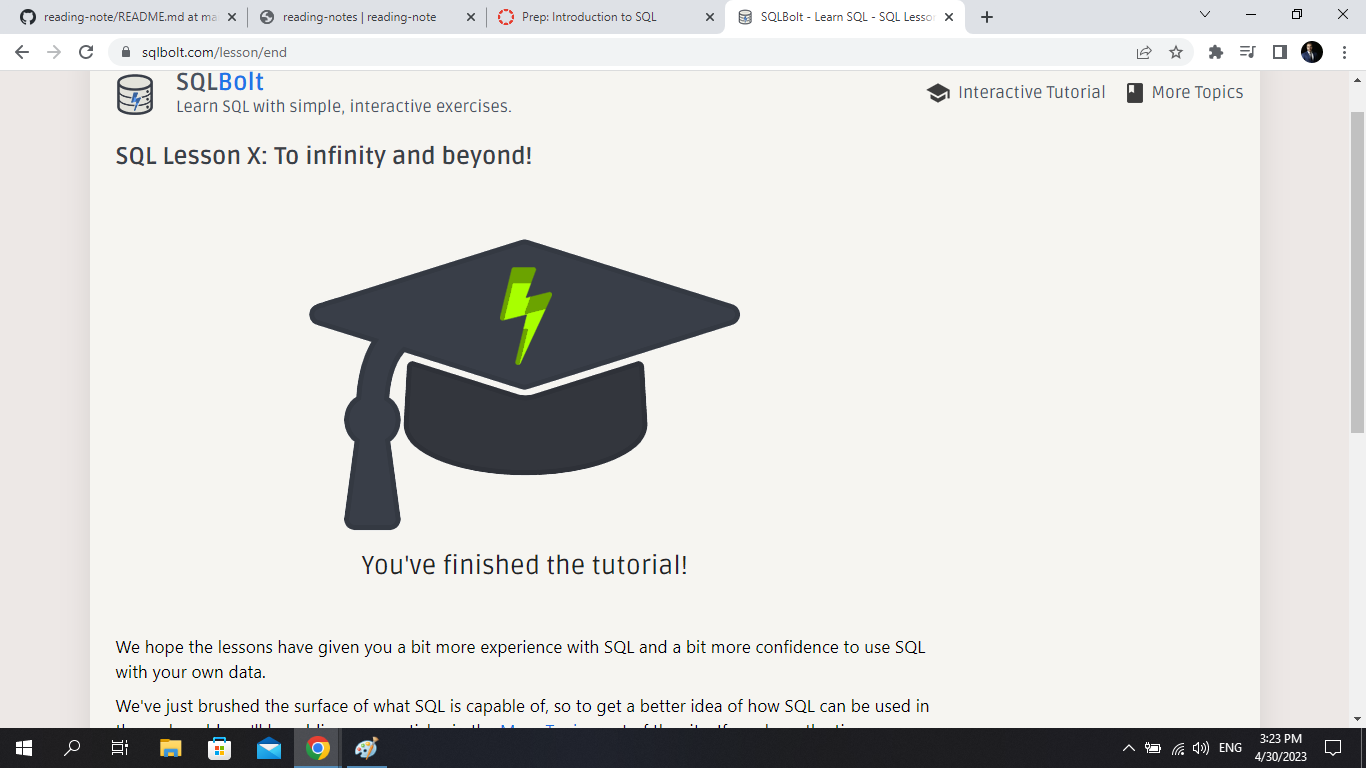 reading-note/README.md at ma
reading-notes | reading-note
Prep: Introduction to SQL
SQLBolt - Learn SQL - SQL Lesson
sqlbolt.com/lesson/end
SQLBolt
Learn SQL with simple, interactive exercises.
Interactive Tutorial
More Topics
SQL Lesson X: To infinity and beyond!
You've finished the tutorial!
We hope the lessons have given you a bit more experience with SQL and a bit more confidence to use SQL
with your own data.
We've just brushed the surface of what SQL is capable of, so to get a better idea of how SQL can be used in
ENG
3:23 PM
4/30/2023